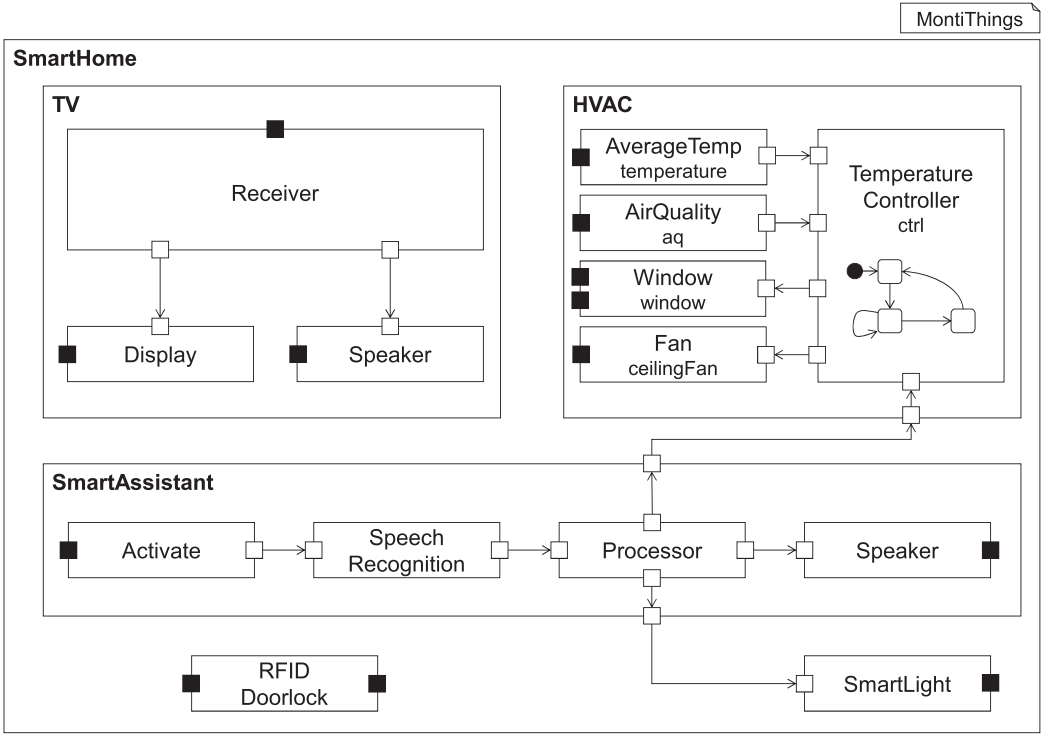 MontiThings
SmartHome
TV
Receiver
Display
Speaker
HVAC
AverageTemp
temperature
AirQuality
aq
Window
window
Fan
ceilingFan
Temperature
Controller
ctrl
SmartAssistant
Activate
Speech
Recognition
Processor
Speaker
RFID
Doorlock
SmartLight